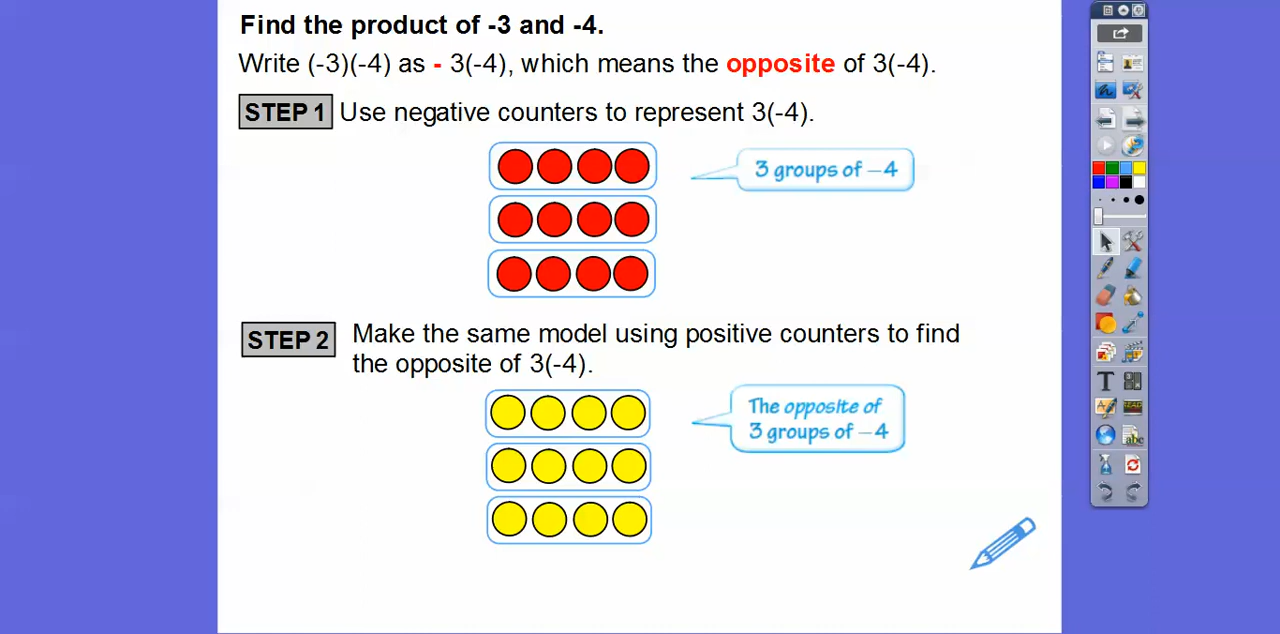 Find the product of -3 and -4.
Write (-3)(-4) as - 3(-4), which means the opposite of 3(-4).
STEP 1 Use negative counters to represent 3(-4).
3 groups of −4
STEP 2 Make the same model using positive counters to find
the opposite of 3(-4).
The opposite of
3 groups of −4
T
abc